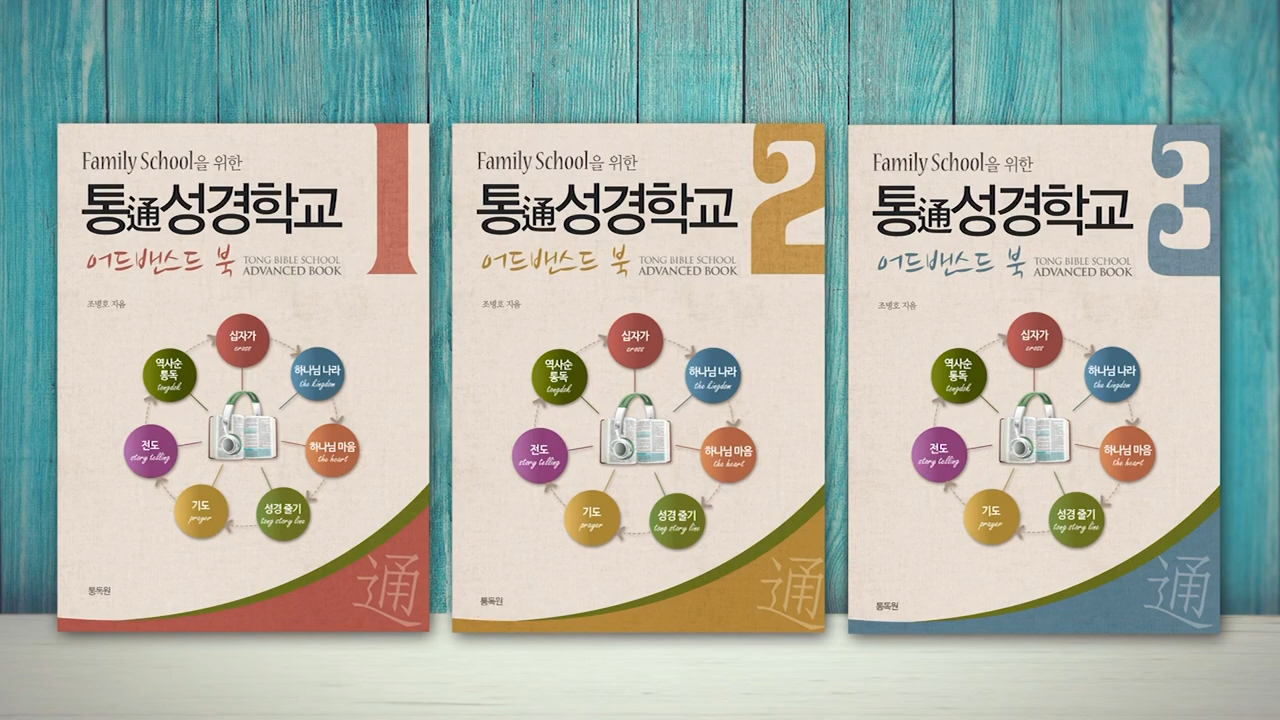 Family School을 위한
1
통通성경학교
어드밴스드 북 TONG BIBLE SCHOOL
ADVANCED BOOK
조병호 지음
십자가
cross
하나님 나라
the kingdom
하나님 마음
the heart
성경 줄기
tong story line
기도
prayer
전도
story telling
역사순
통독
tongdok
통독원
通
Family School을 위한
2
통通성경학교
어드밴스드 북 TONG BIBLE SCHOOL
ADVANCED BOOK
조병호 지음
십자가
cross
하나님 나라
the kingdom
하나님 마음
the heart
성경 줄기
tong story line
기도
prayer
전도
story telling
역사순
통독
tongdok
통독원
通
Family School을 위한
3
통通성경학교
어드밴스드 북 TONG BIBLE SCHOOL
ADVANCED BOOK
조병호 지음
십자가
cross
하나님 나라
the kingdom
하나님 마음
the heart
성경 줄기
tong story line
기도
prayer
전도
story telling
역사순
통독
tongdok
통독원
通